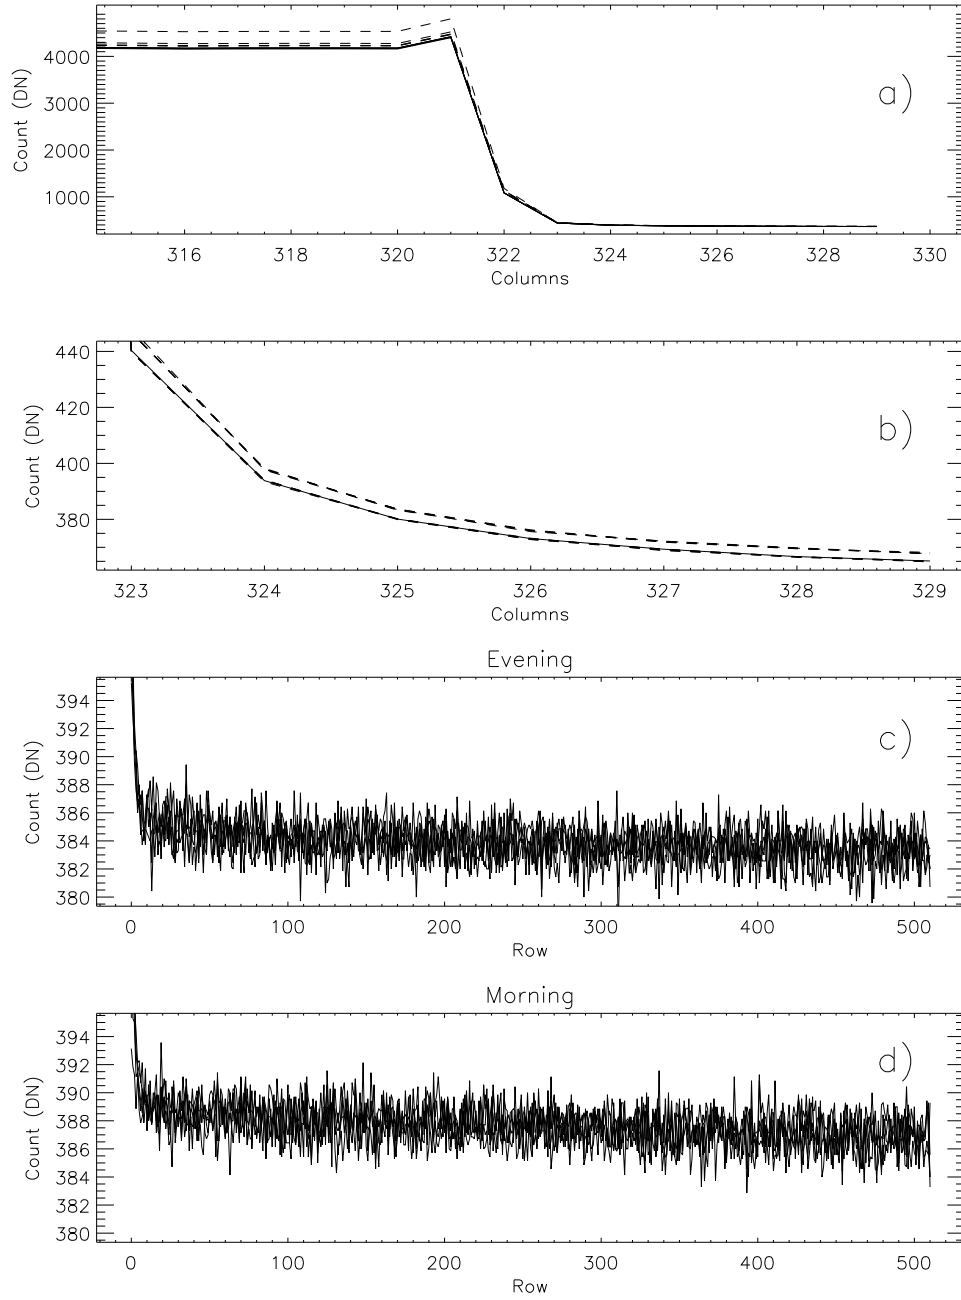 4000
3000
2000
1000
Count (DN)
a)
316 318 320 322 324 326 328 330
Columns
440
420
400
380
Count (DN)
b)
323 324 325 326 327 328 329
Columns
Evening
394
392
390
388
386
384
382
380
Count (DN)
c)
0 100 200 300 400 500
Row
Morning
394
392
390
388
386
384
382
380
Count (DN)
d)
0 100 200 300 400 500
Row